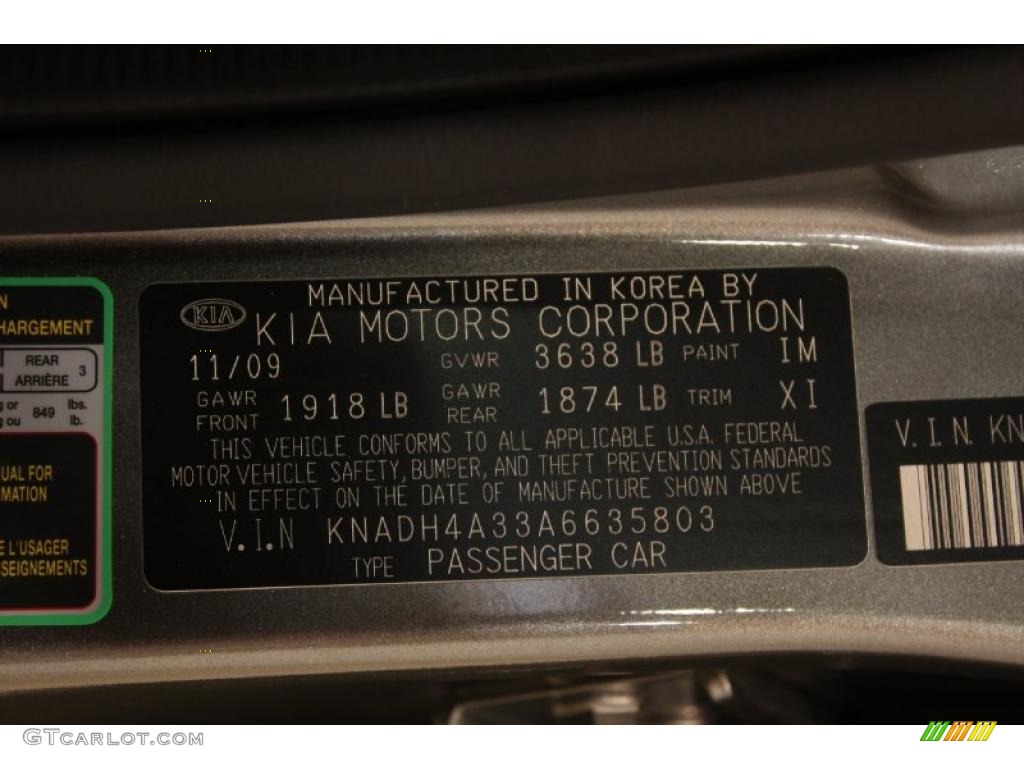 N
CHARGEMENT
REAR 3
ARRIÈRE
g or 849 lbs.
g ou lb.
UAL FOR
MATION
E L'USAGER
SEIGNEMENTS
MANUFACTURED IN KOREA BY
KIA KIA MOTORS CORPORATION
11/09 GVWR 3638 LB PAINT IM
GAWR FRONT 1918 LB GAWR REAR 1874 LB TRIM XI
THIS VEHICLE CONFORMS TO ALL APPLICABLE U.S.A. FEDERAL
MOTOR VEHICLE SAFETY, BUMPER, AND THEFT PREVENTION STANDARDS
IN EFFECT ON THE DATE OF MANUFACTURE SHOWN ABOVE
V.I.N KNADH4A33A6635803
TYPE PASSENGER CAR
V.I.N. KN
GTCARLOT.COM